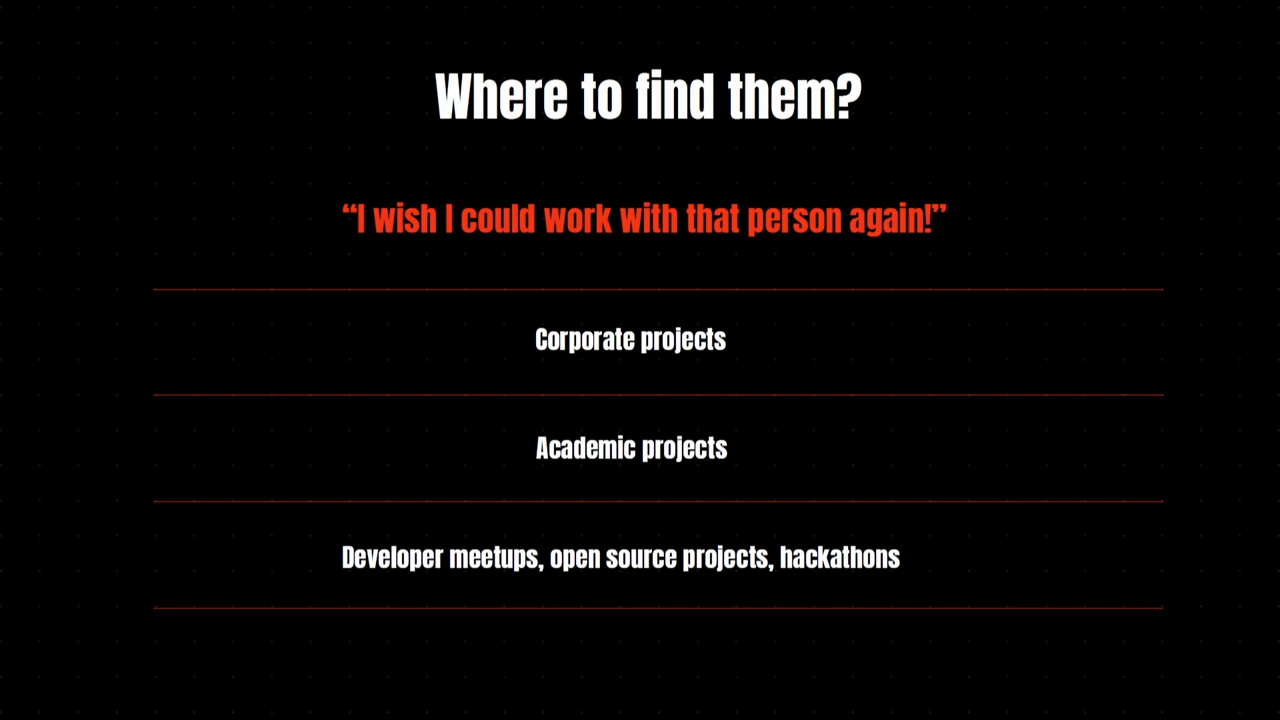 Where to find them?
“I wish I could work with that person again!”
Corporate projects
Academic projects
Developer meetups, open source projects, hackathons